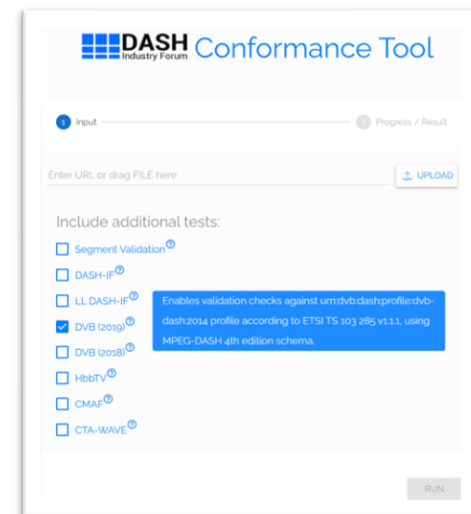 DASH Conformance Tool
Industry Forum
1 Input
2 Progress / Result
Enter URL or drag FILE here
UPLOAD
Include additional tests:
Segment Validation?
DASH-IF?
LL DASH-IF?
Enables validation checks against urn:dvb:dash:profile:dvb-
DVB (2019)?
dash:2014 profile according to ETSI TS 103 285 v1.1.1, using
MPEG-DASH 4th edition schema.
DVB (2018)?
HbbTV?
CMAF?
CTA-WAVE?
RUN